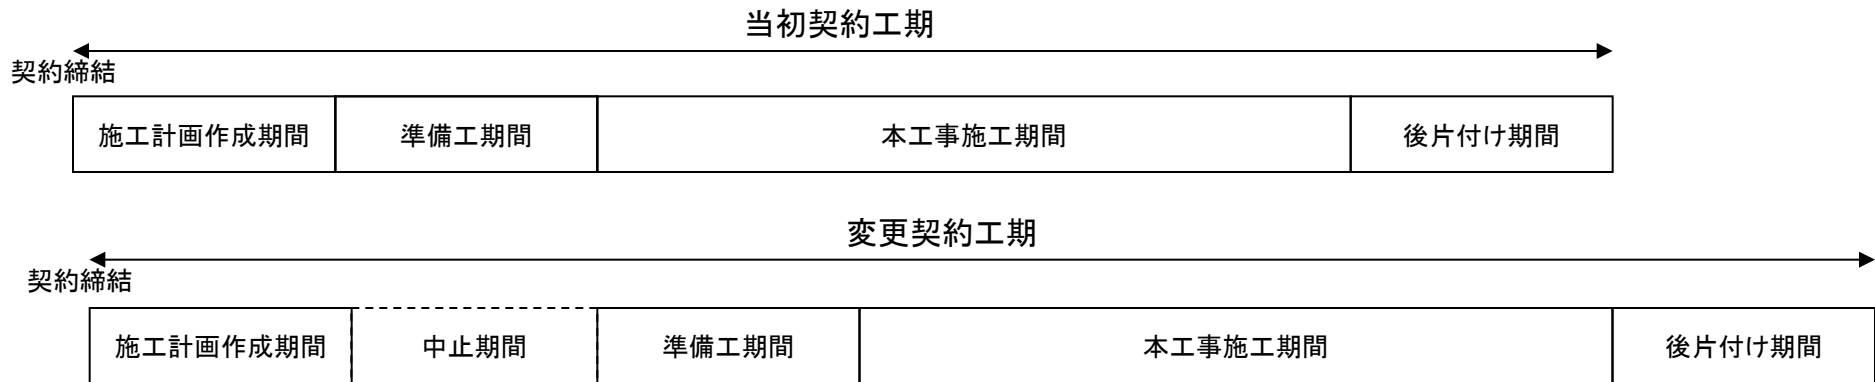 当初契約工期
契約締結
施工計画作成期間
準備工期間
本工事施工期間
後片付け期間
変更契約工期
契約締結
施工計画作成期間
中止期間
準備工期間
本工事施工期間
後片付け期間